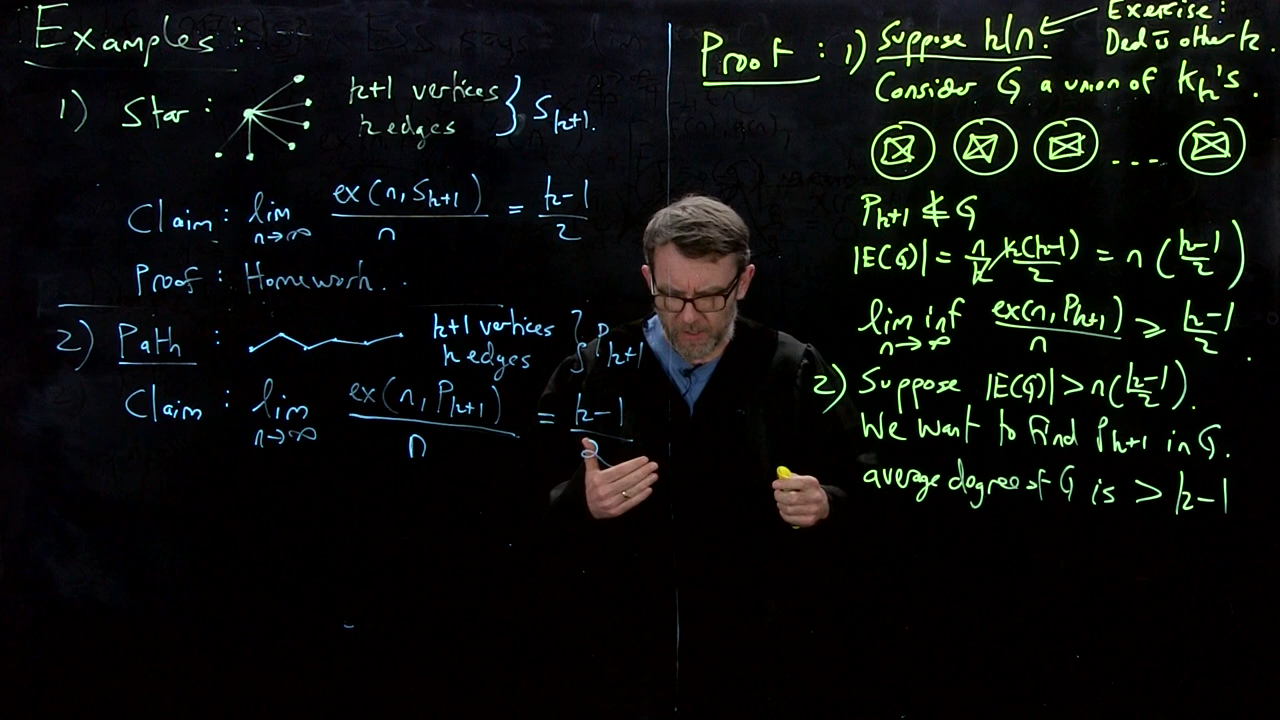 Examples:
1) Star: k+1 vertices
k edges } S_{k+1}.
Claim: lim_{n→∞} ex(n, S_{k+1}) / n = k-1 / 2
Proof: Homework..
2) Path: k+1 vertices
k edges } P_{k+1}
Claim: lim_{n→∞} ex(n, P_{k+1}) / n = k-1 / 2
Proof: 1) Suppose k|n. ← Exercise:
other k.
Consider G a union of K_k's.
....
P_{k+1} ⊄ G
|E(G)| = n/k k(k-1)/2 = n (k-1/2)
lim inf_{n→∞} ex(n, P_{k+1}) / n ≥ k-1 / 2.
2) Suppose |E(G)| > n(k-1/2).
We want to find P_{k+1} in G.
average degree of G is > k-1